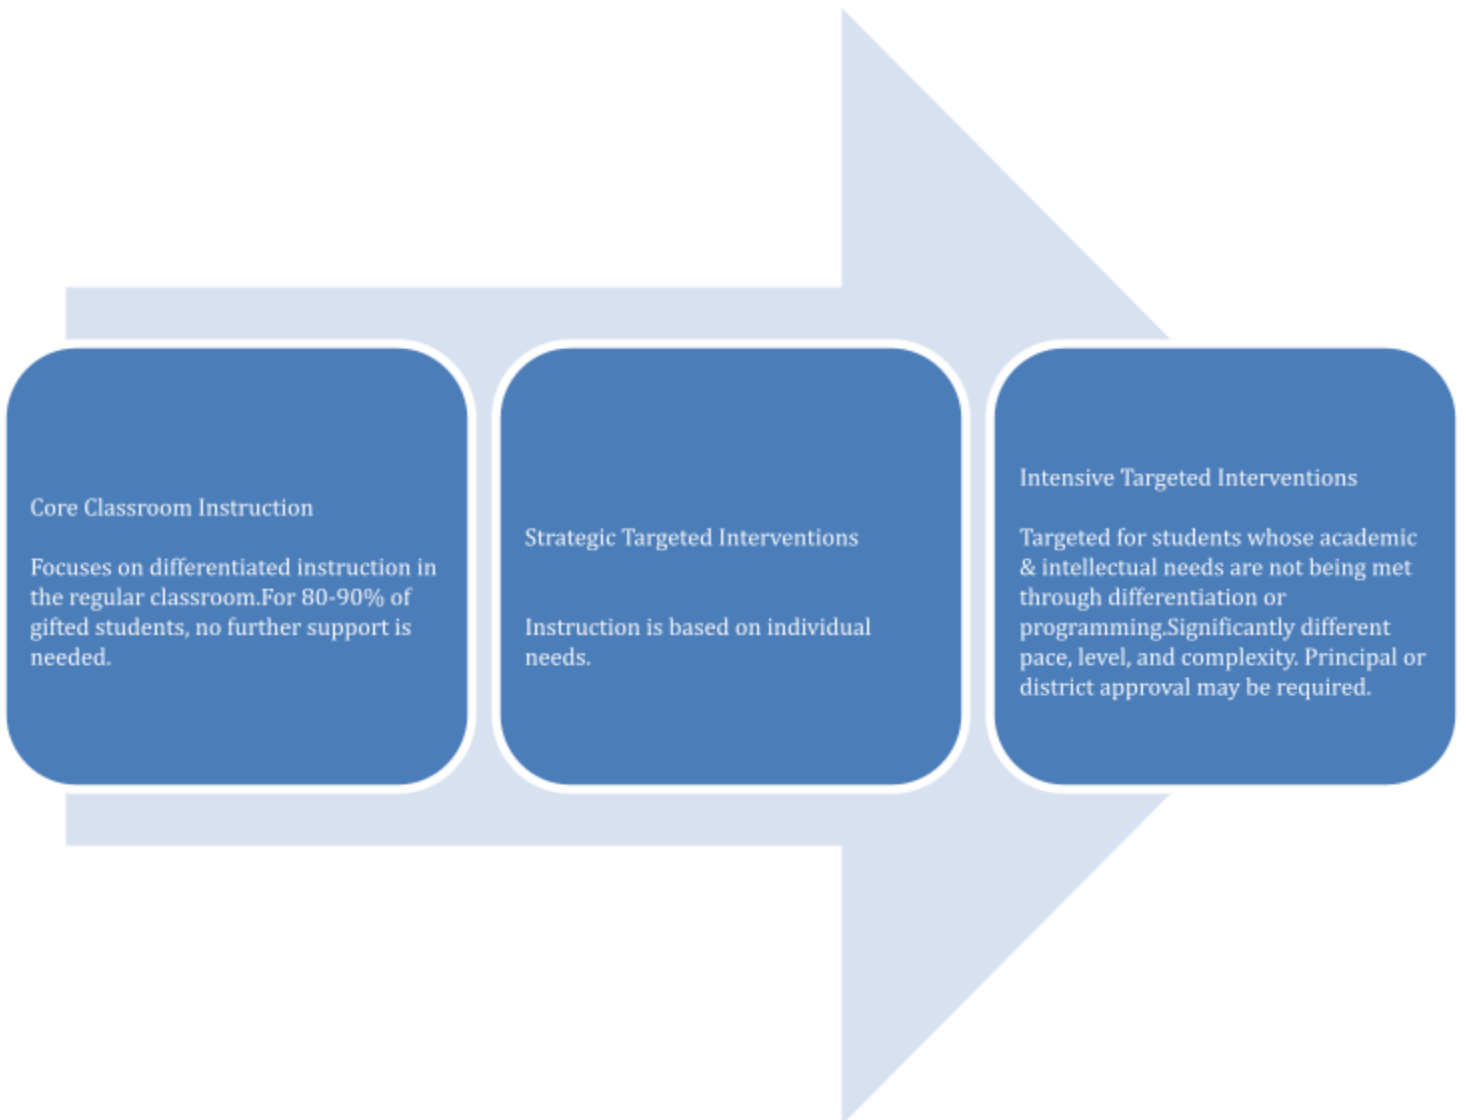 Core Classroom Instruction
Focuses on differentiated instruction in
the regular classroom.For 80-90% of
gifted students, no further support is
needed.
Strategic Targeted Interventions
Instruction is based on individual
needs.
Intensive Targeted Interventions
Targeted for students whose academic
& intellectual needs are not being met
through differentiation or
programming.Significantly different
pace, level, and complexity. Principal or
district approval may be required.